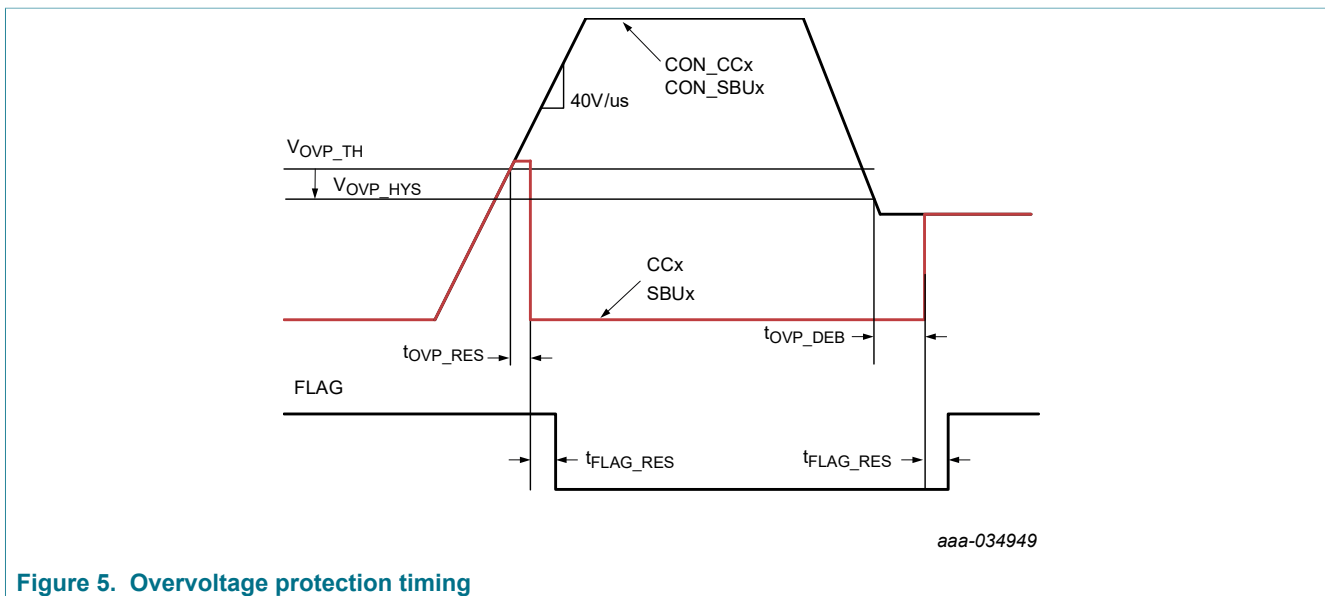 CON_CCx
CON_SBUx
40V/us
VOVP_TH
VOVP_HYS
CCx
SBUx
tOVP_RES
tOVP_DEB
FLAG
tFLAG_RES
tFLAG_RES
aaa-034949
Figure 5. Overvoltage protection timing